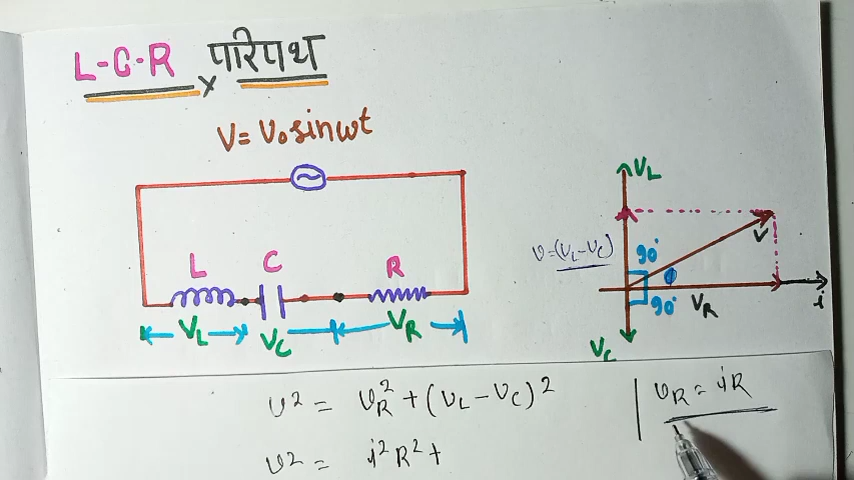 L-C-R परिपथ
V= V₀sinωt
L C R
V_L V_C V_R
V_L
V=(V_L-V_C)
90°
V
θ
90°
V_R
i
V_C
V² = V_R² + (V_L - V_C)²
V_R = iR
V² = i²R² +